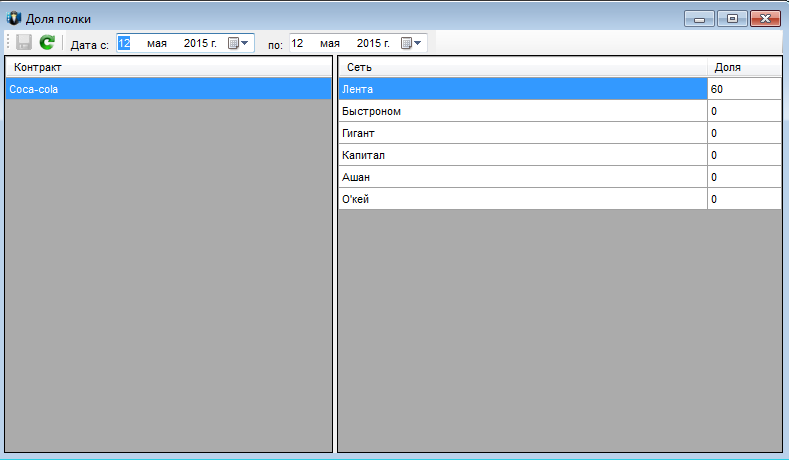 Доля полки
Дата с: 12 мая 2015 г. по: 12 мая 2015 г.
Контракт
Coca-cola
Сеть Доля
Лента 60
Быстроном 0
Гигант 0
Капитал 0
Ашан 0
О'кей 0